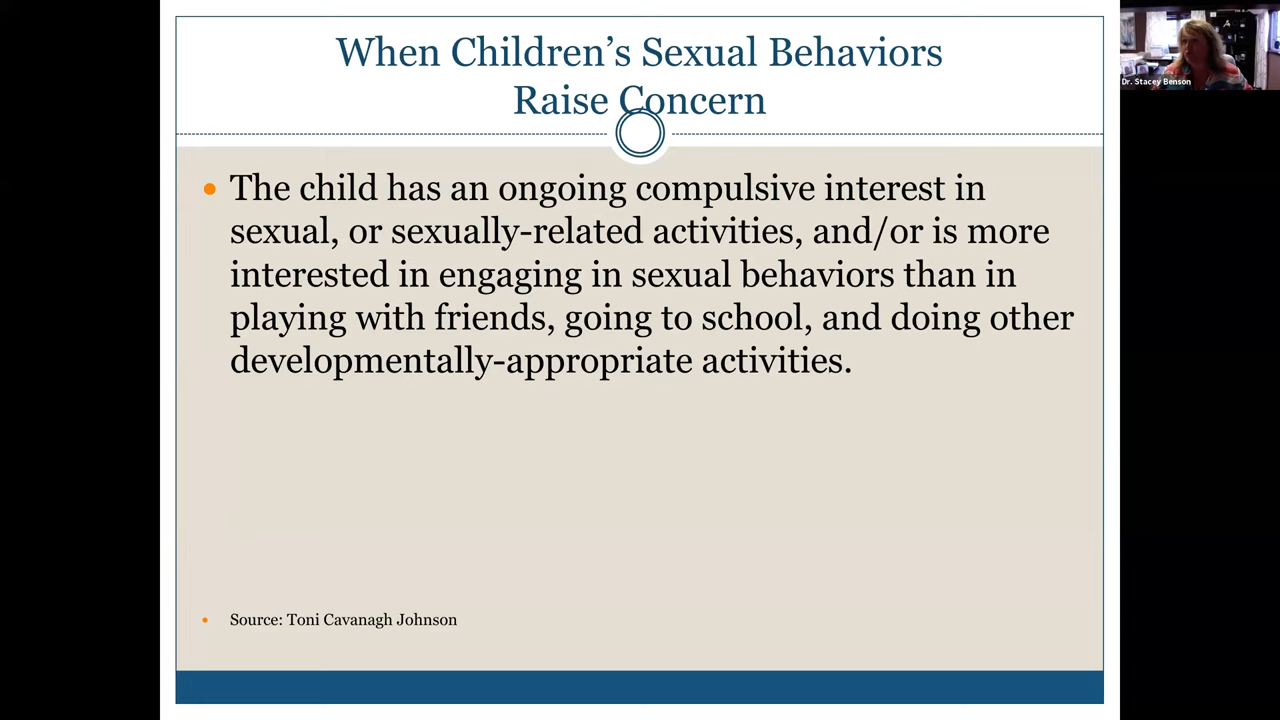 When Children’s Sexual Behaviors
Raise Concern
Dr. Stacey Benson
• The child has an ongoing compulsive interest in
sexual, or sexually-related activities, and/or is more
interested in engaging in sexual behaviors than in
playing with friends, going to school, and doing other
developmentally-appropriate activities.
• Source: Toni Cavanagh Johnson